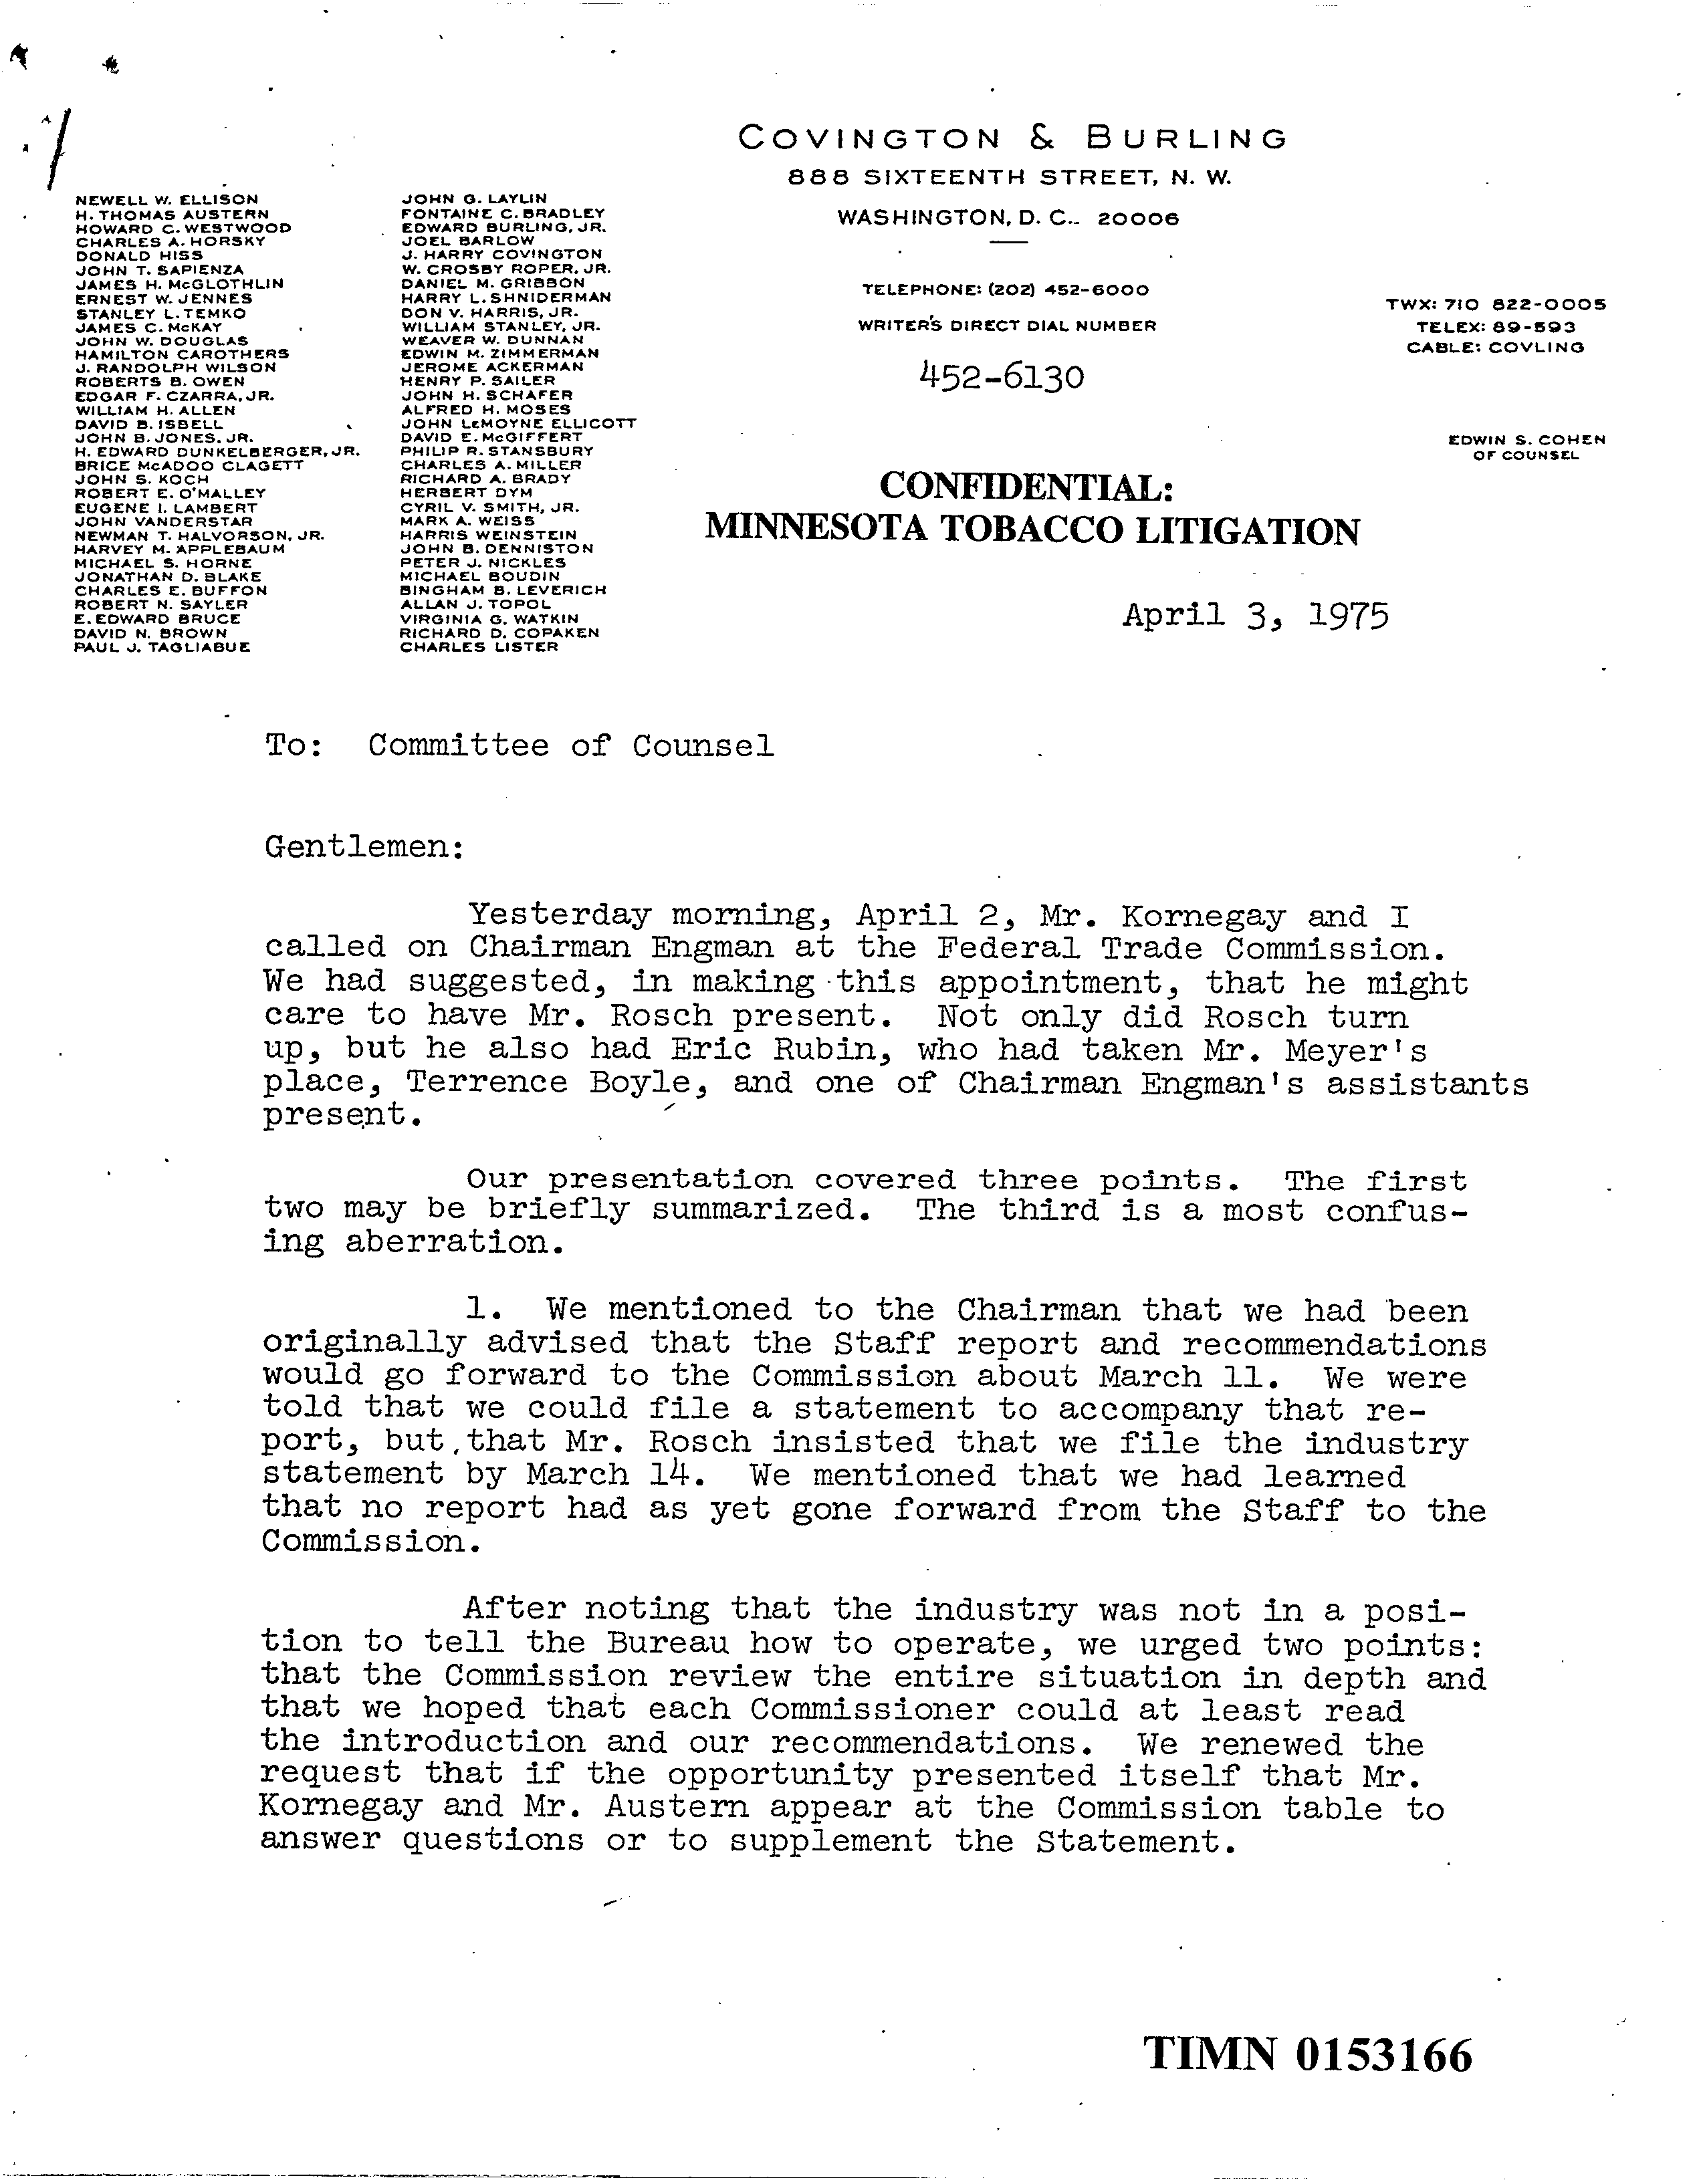 COVINGTON & BURLING
888 SIXTEENTH STREET, N. W.
WASHINGTON, D. C. 20006
TELEPHONE: (202) 452-6000
WRITER'S DIRECT DIAL NUMBER
452-6130
TWX: 710 822-0005
TELEX: 89-593
CABLE: COVLING
EDWIN S. COHEN
OF COUNSEL
NEWELL W. ELLISON
H. THOMAS AUSTERN
HOWARD C. WESTWOOD
CHARLES A. HORSKY
DONALD HISS
JOHN T. SAPIENZA
JAMES H. McGLOTHLIN
ERNEST W. JENNES
STANLEY L. TEMKO
JAMES C. McKAY
JOHN W. DOUGLAS
HAMILTON CAROTHERS
J. RANDOLPH WILSON
ROBERTS B. OWEN
EDGAR F. CZARRA, JR.
WILLIAM H. ALLEN
DAVID B. ISBELL
JOHN B. JONES, JR.
H. EDWARD DUNKELBERGER, JR.
BRICE McADOO CLAGETT
JOHN S. KOCH
ROBERT E. O'MALLEY
EUGENE I. LAMBERT
JOHN VANDERSTAR
NEWMAN T. HALVORSON, JR.
HARVEY M. APPLEBAUM
MICHAEL S. HORNE
JONATHAN D. BLAKE
CHARLES E. BUFFON
ROBERT N. SAYLER
E. EDWARD BRUCE
DAVID N. BROWN
PAUL J. TAGLIABUE
JOHN G. LAYLIN
FONTAINE C. BRADLEY
EDWARD BURLING, JR.
JOEL BARLOW
J. HARRY COVINGTON
W. CROSBY ROPER, JR.
DANIEL M. GRIBBON
HARRY L. SHNIDERMAN
DON V. HARRIS, JR.
WILLIAM STANLEY, JR.
WEAVER W. DUNNAN
EDWIN M. ZIMMERMAN
JEROME ACKERMAN
HENRY P. SAILER
JOHN H. SCHAFER
ALFRED H. MOSES
JOHN LeMOYNE ELLICOTT
DAVID E. McGIFFERT
PHILIP R. STANSBURY
CHARLES A. MILLER
RICHARD A. BRADY
HERBERT DYM
CYRIL V. SMITH, JR.
MARK A. WEISS
HARRIS WEINSTEIN
JOHN B. DENNISTON
PETER J. NICKLES
MICHAEL BOUDIN
BINGHAM B. LEVERICH
ALLAN J. TOPOL
VIRGINIA G. WATKIN
RICHARD D. COPAKEN
CHARLES LISTER
CONFIDENTIAL:
MINNESOTA TOBACCO LITIGATION
April 3, 1975
To: Committee of Counsel
Gentlemen:
Yesterday morning, April 2, Mr. Kornegay and I
called on Chairman Engman at the Federal Trade Commission.
We had suggested, in making this appointment, that he might
care to have Mr. Rosch present. Not only did Rosch turn
up, but he also had Eric Rubin, who had taken Mr. Meyer's
place, Terrence Boyle, and one of Chairman Engman's assistants
present.
Our presentation covered three points. The first
two may be briefly summarized. The third is a most confus-
ing aberration.
1. We mentioned to the Chairman that we had been
originally advised that the Staff report and recommendations
would go forward to the Commission about March 11. We were
told that we could file a statement to accompany that re-
port, but that Mr. Rosch insisted that we file the industry
statement by March 14. We mentioned that we had learned
that no report had as yet gone forward from the Staff to the
Commission.
After noting that the industry was not in a posi-
tion to tell the Bureau how to operate, we urged two points:
that the Commission review the entire situation in depth and
that we hoped that each Commissioner could at least read
the introduction and our recommendations. We renewed the
request that if the opportunity presented itself that Mr.
Kornegay and Mr. Austern appear at the Commission table to
answer questions or to supplement the Statement.
TIMN 0153166